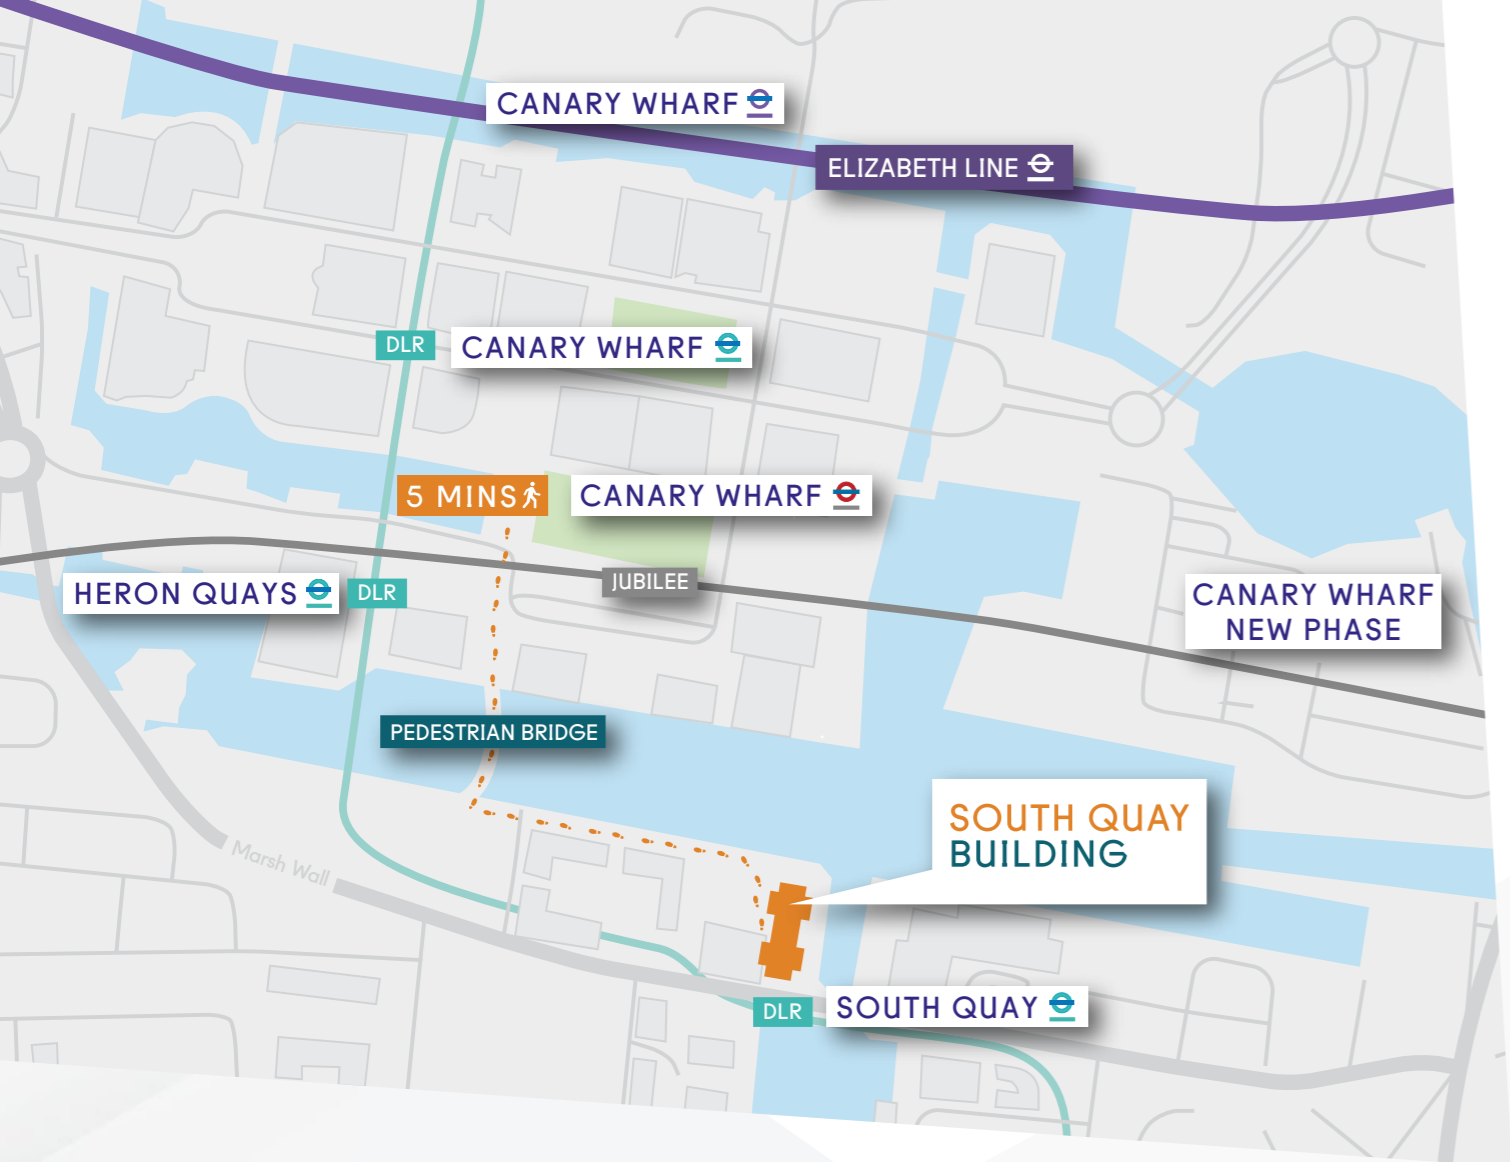 CANARY WHARF
ELIZABETH LINE
DLR
CANARY WHARF
5 MINS
CANARY WHARF
JUBILEE
HERON QUAYS
DLR
CANARY WHARF
NEW PHASE
PEDESTRIAN BRIDGE
SOUTH QUAY
BUILDING
Marsh Wall
DLR
SOUTH QUAY